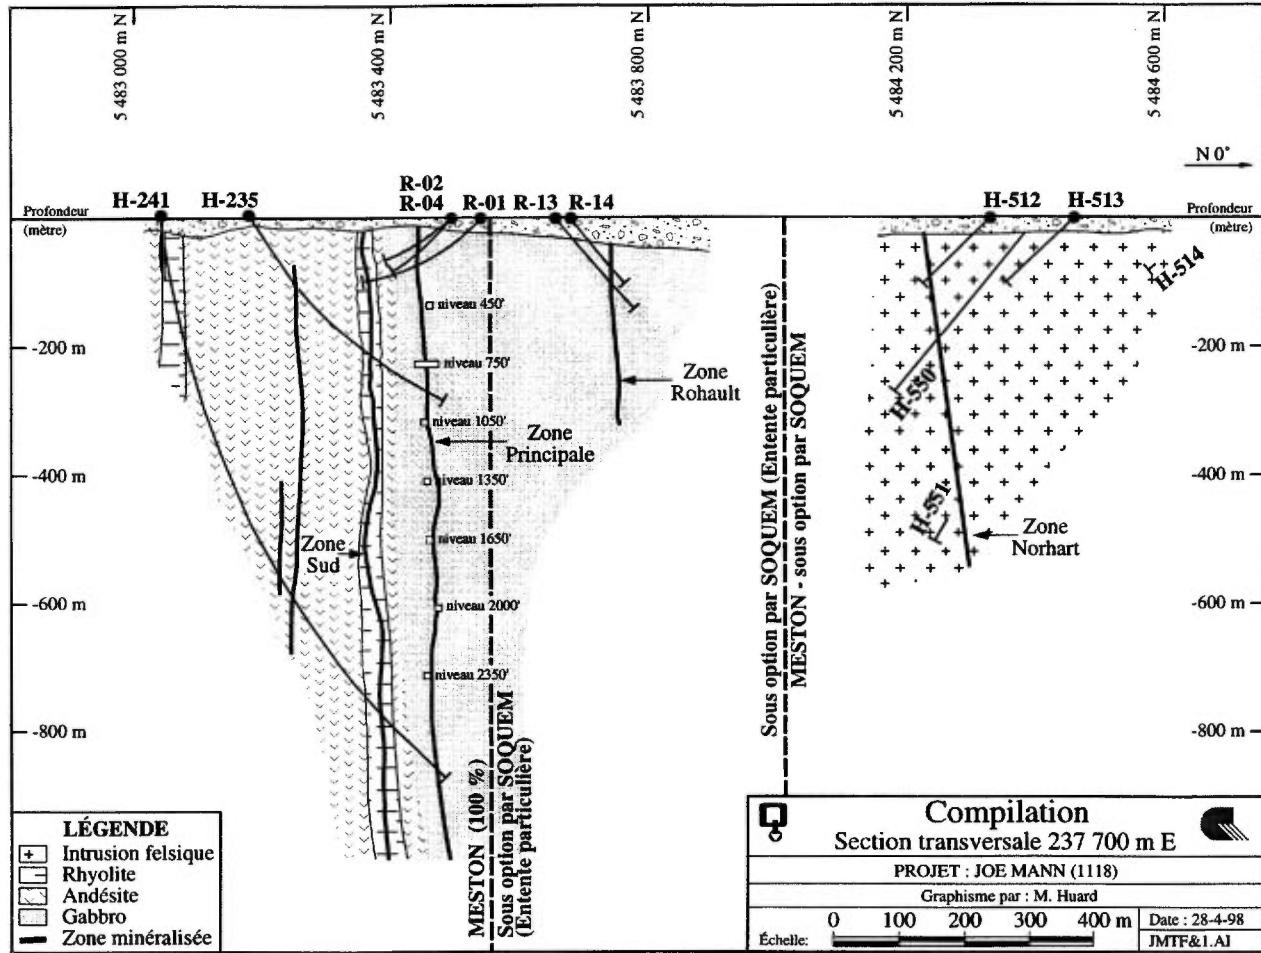 5 483 000 m N
5 483 400 m N
5 483 800 m N
5 484 200 m N
5 484 600 m N
N 0°
H-241
H-235
R-02
R-04
R-01
R-13
R-14
H-512
H-513
Profondeur
(mètre)
Profondeur
(mètre)
H-514
niveau 450'
-200 m
niveau 750'
-200 m
Zone
Rohault
H-550
niveau 1050'
Zone
Principale
-400 m
niveau 1350'
-400 m
H-551
niveau 1650'
Zone
Sud
Zone
Norhart
-600 m
niveau 2000'
-600 m
niveau 2350'
-800 m
-800 m
MESTON (100 %)
Sous option par SOQUEM
(Entente particulière)
Sous option par SOQUEM (Entente particulière)
MESTON - sous option par SOQUEM
LÉGENDE
Intrusion felsique
Rhyolite
Andésite
Gabbro
Zone minéralisée
Compilation
Section transversale 237 700 m E
PROJET : JOE MANN (1118)
Graphisme par : M. Huard
0 100 200 300 400 m
Échelle:
Date : 28-4-98
JMTF&1.AI